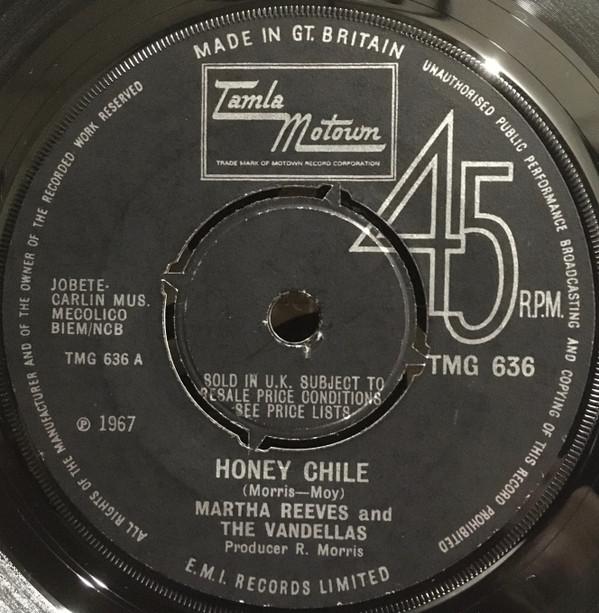 MADE IN GT. BRITAIN
UNAUTHORISED PUBLIC PERFORMANCE BROADCASTING AND COPYING OF THIS RECORD PROHIBITED
ALL RIGHTS OF THE MANUFACTURER AND OF THE OWNER OF THE RECORDED WORK RESERVED
Tamla
Motown
TRADE MARK OF MOTOWN RECORD CORPORATION
45
R.P.M.
JOBETE-
CARLIN MUS.
MECOLICO
BIEM/NCB
TMG 636 A
TMG 636
SOLD IN U.K. SUBJECT TO
RESALE PRICE CONDITIONS
SEE PRICE LISTS
℗ 1967
HONEY CHILE
(Morris—Moy)
MARTHA REEVES and
THE VANDELLAS
Producer R. Morris
E.M.I. RECORDS LIMITED